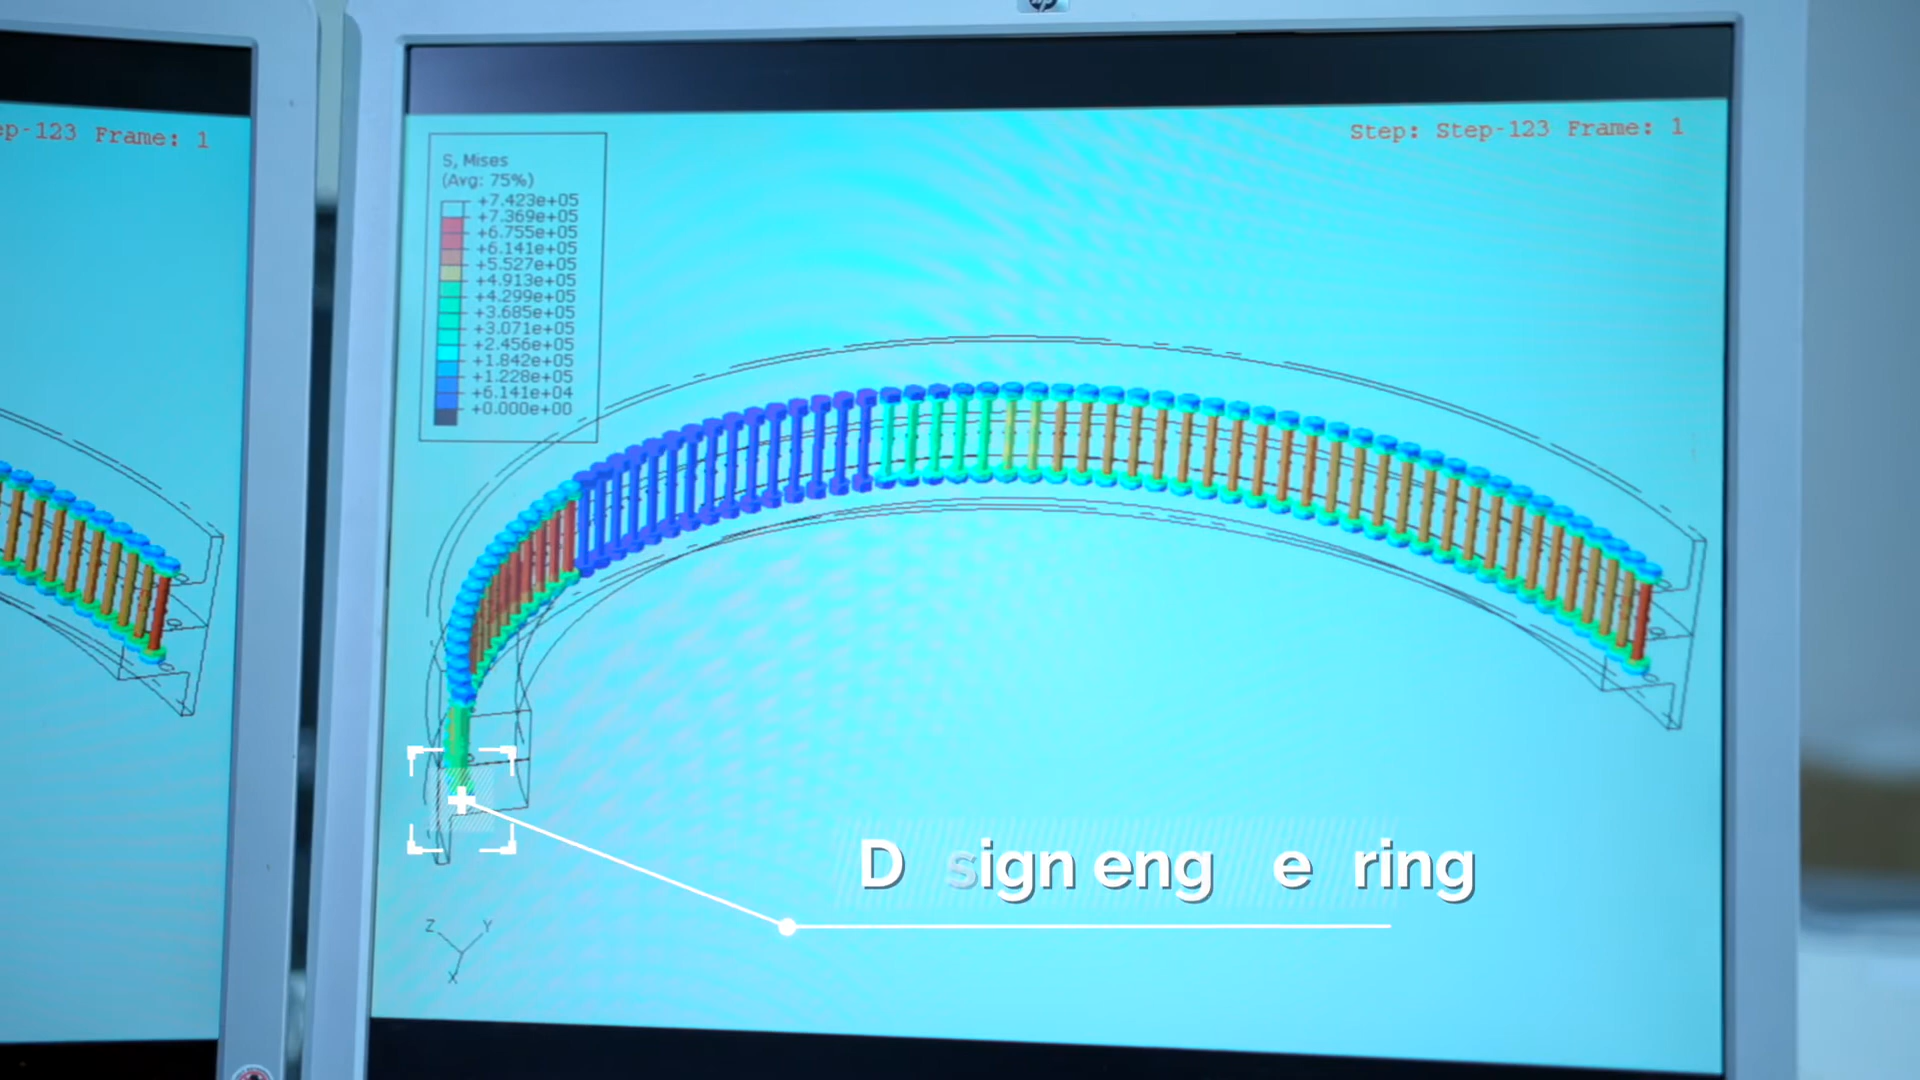 hp
ep-123 Frame: 1
Step: Step-123 Frame: 1
S, Mises
(Avg: 75%)
+7.423e+05
+7.369e+05
+6.755e+05
+6.141e+05
+5.527e+05
+4.913e+05
+4.299e+05
+3.685e+05
+3.071e+05
+2.456e+05
+1.842e+05
+1.228e+05
+6.141e+04
+0.000e+00
D sign eng e ring
Z Y
X